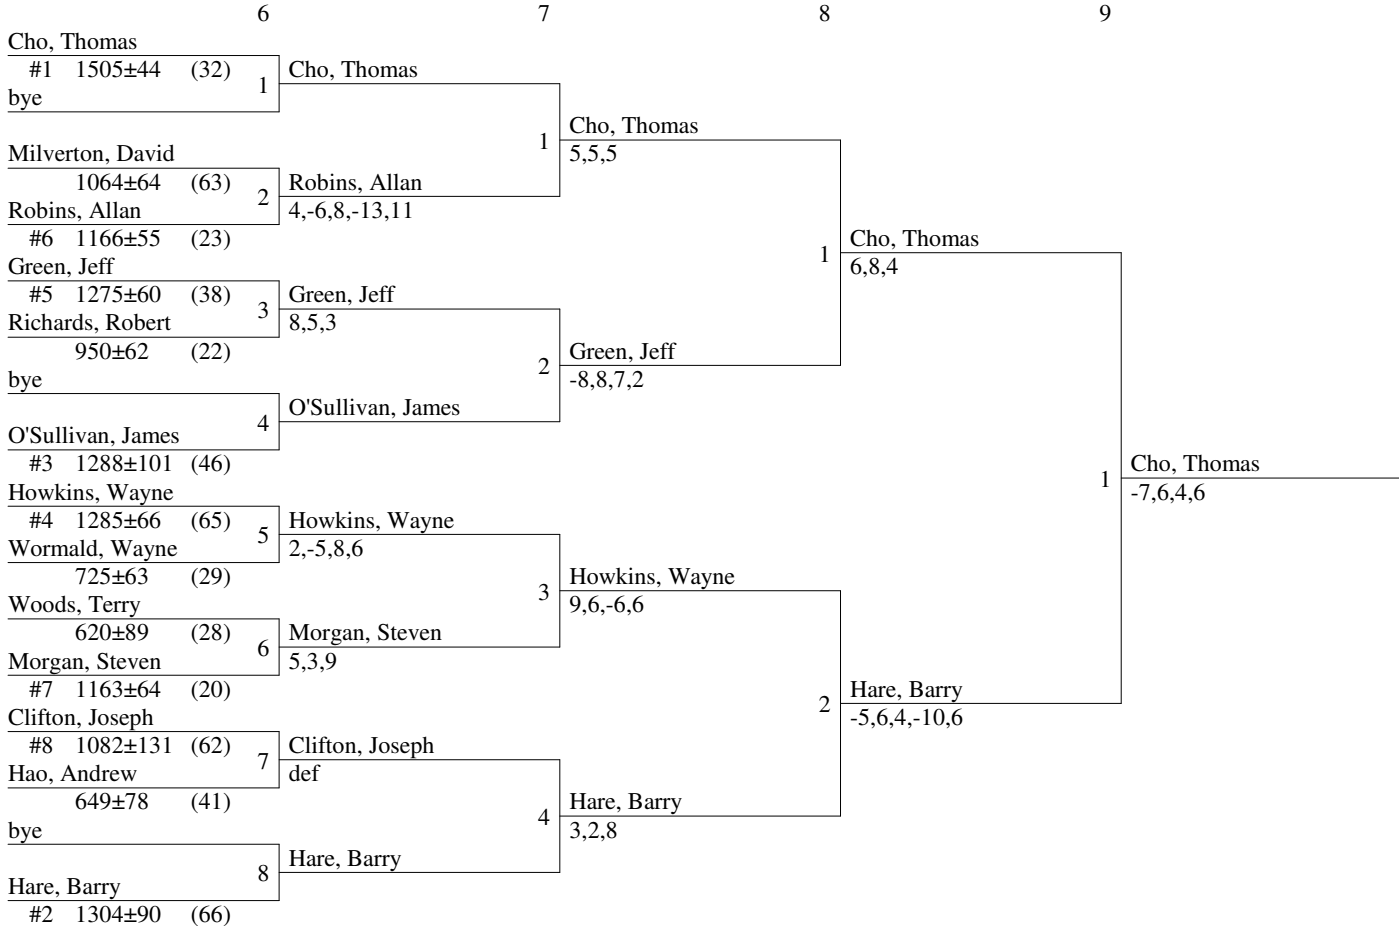 6 7 8 9
Cho, Thomas
#1 1505±44 (32)
bye
1
Cho, Thomas
Milverton, David
1064±64 (63)
Robins, Allan
#6 1166±55 (23)
2
Robins, Allan
4,-6,8,-13,11
1
Cho, Thomas
5,5,5
Green, Jeff
#5 1275±60 (38)
Richards, Robert
950±62 (22)
3
Green, Jeff
8,5,3
bye
O'Sullivan, James
#3 1288±101 (46)
4
O'Sullivan, James
2
Green, Jeff
-8,8,7,2
1
Cho, Thomas
6,8,4
Howkins, Wayne
#4 1285±66 (65)
Wormald, Wayne
725±63 (29)
5
Howkins, Wayne
2,-5,8,6
Woods, Terry
620±89 (28)
Morgan, Steven
#7 1163±64 (20)
6
Morgan, Steven
5,3,9
3
Howkins, Wayne
9,6,-6,6
Clifton, Joseph
#8 1082±131 (62)
Hao, Andrew
649±78 (41)
7
Clifton, Joseph
def
bye
Hare, Barry
#2 1304±90 (66)
8
Hare, Barry
4
Hare, Barry
3,2,8
2
Hare, Barry
-5,6,4,-10,6
1
Cho, Thomas
-7,6,4,6